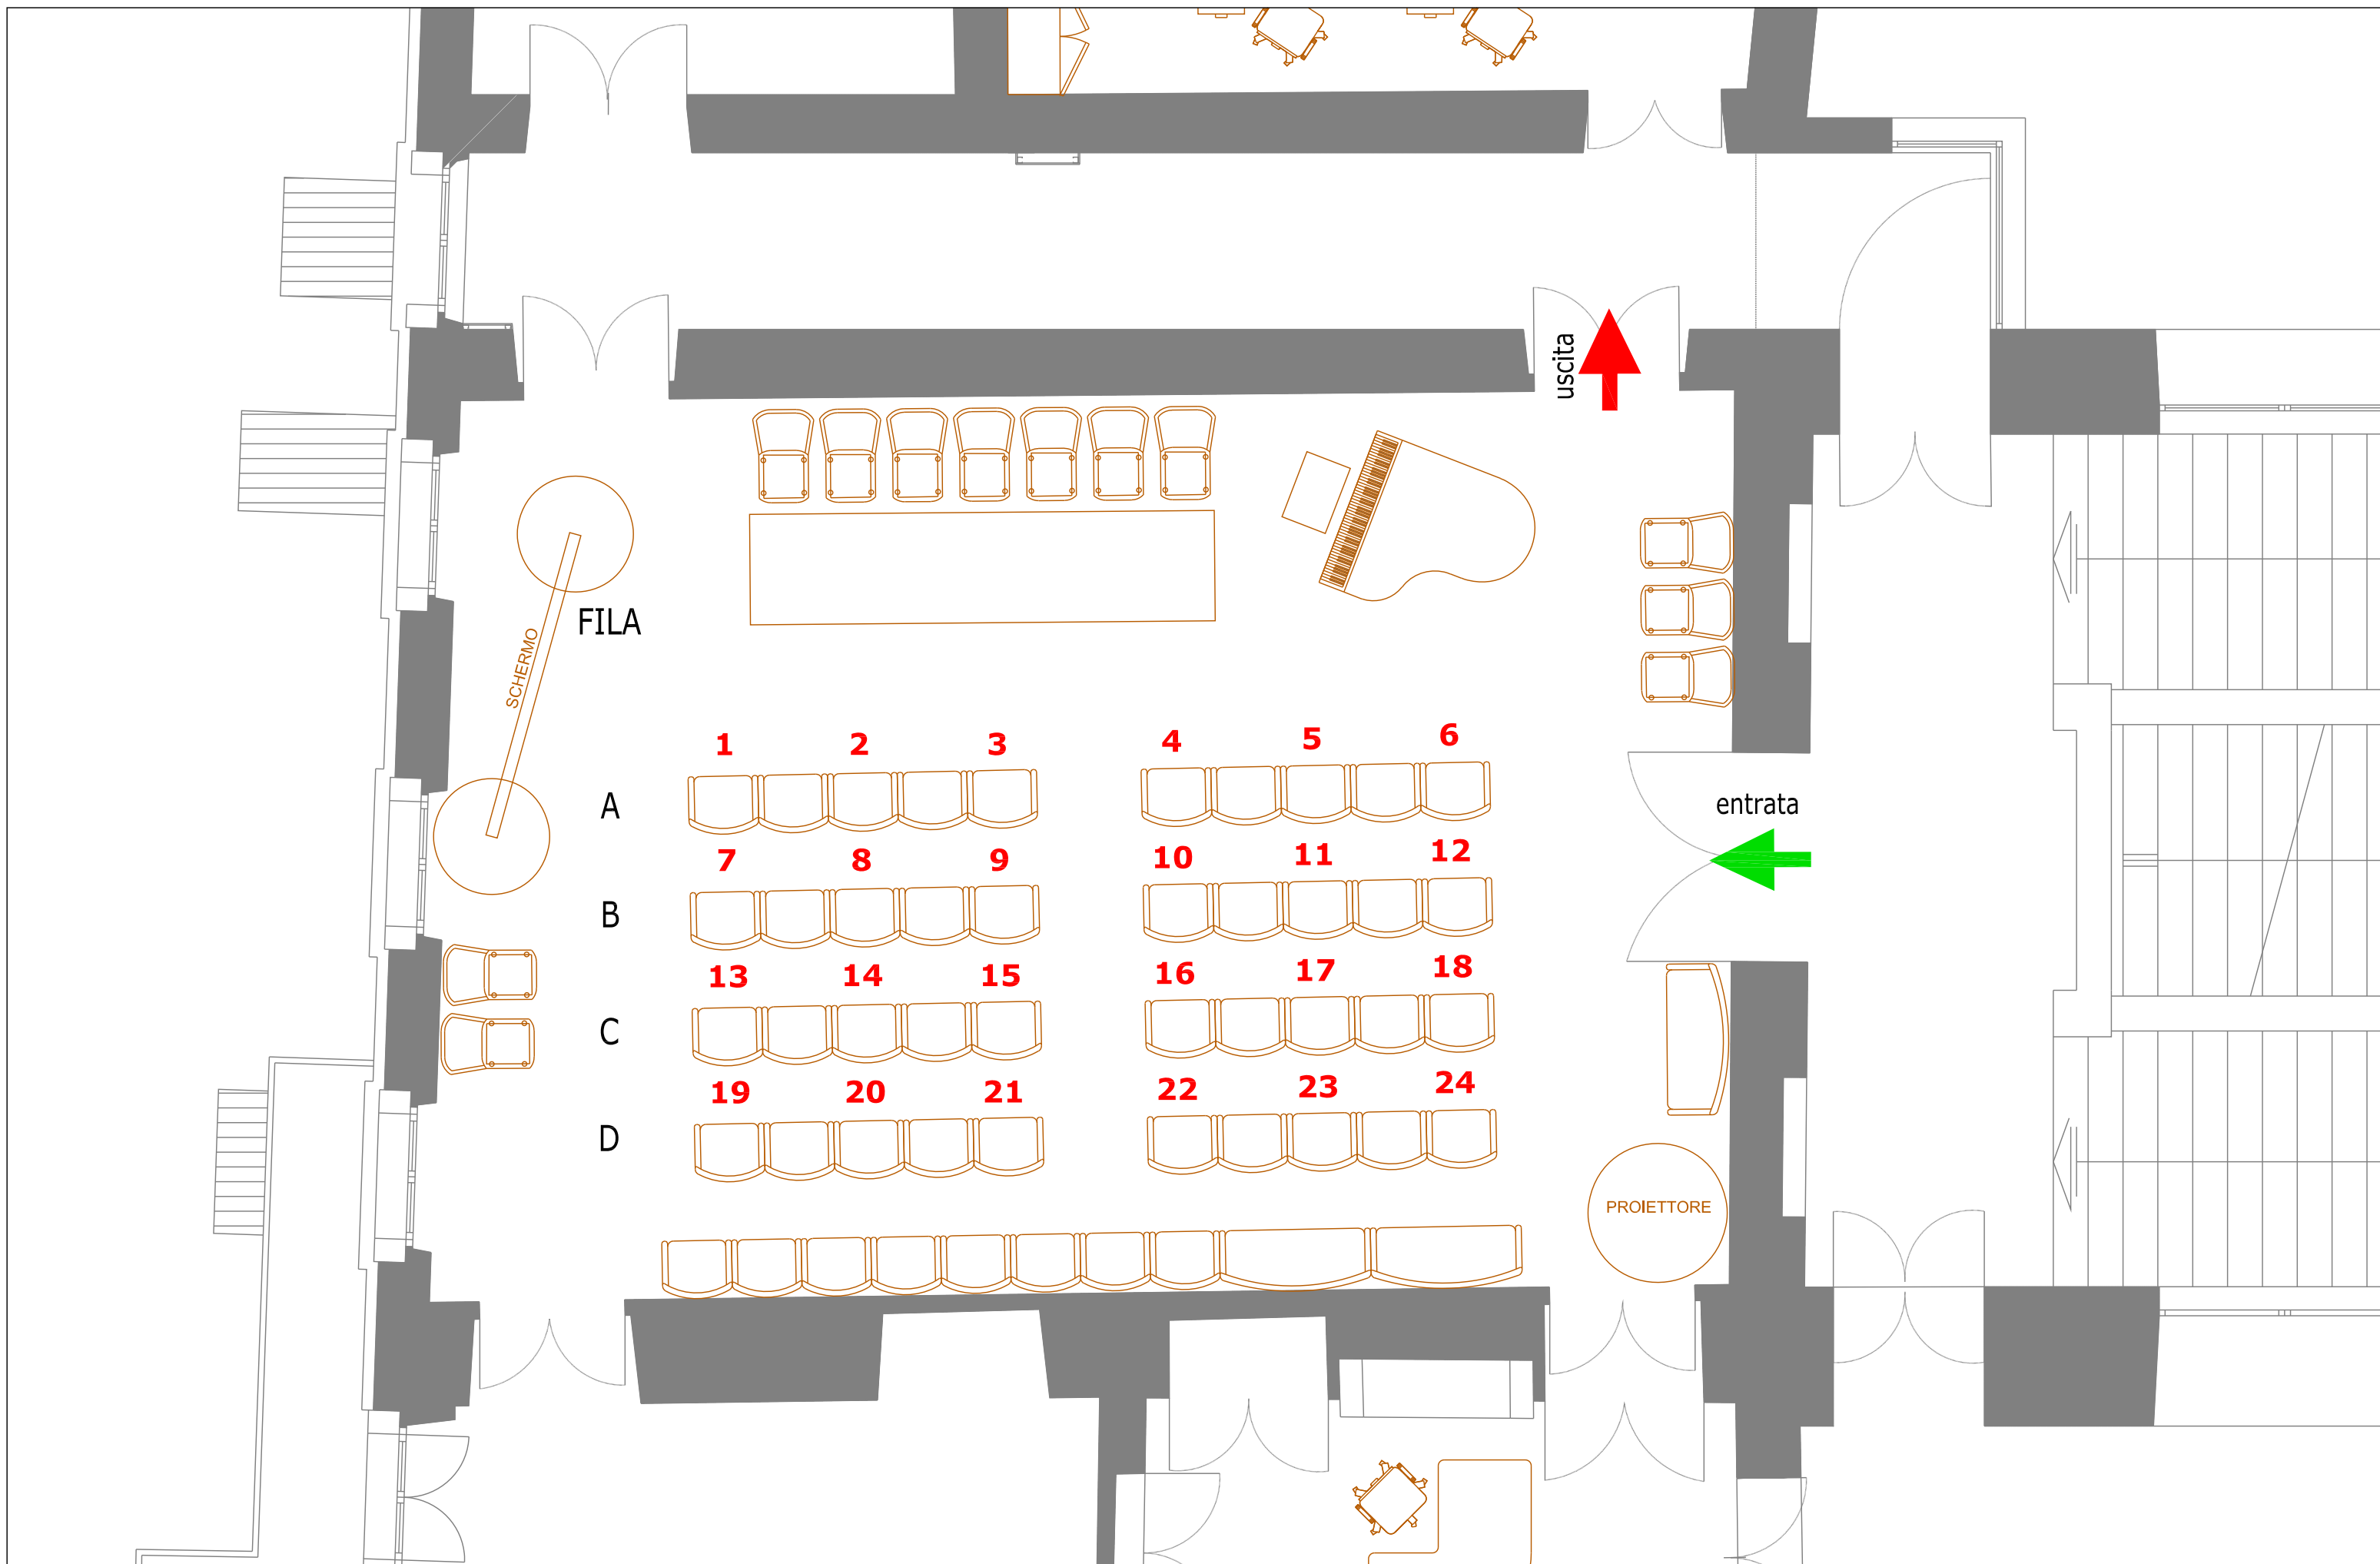 uscita
FILA
SCHERMO
1 2 3 4 5 6
A
entrata
7 8 9 10 11 12
B
13 14 15 16 17 18
C
19 20 21 22 23 24
D
PROIETTORE